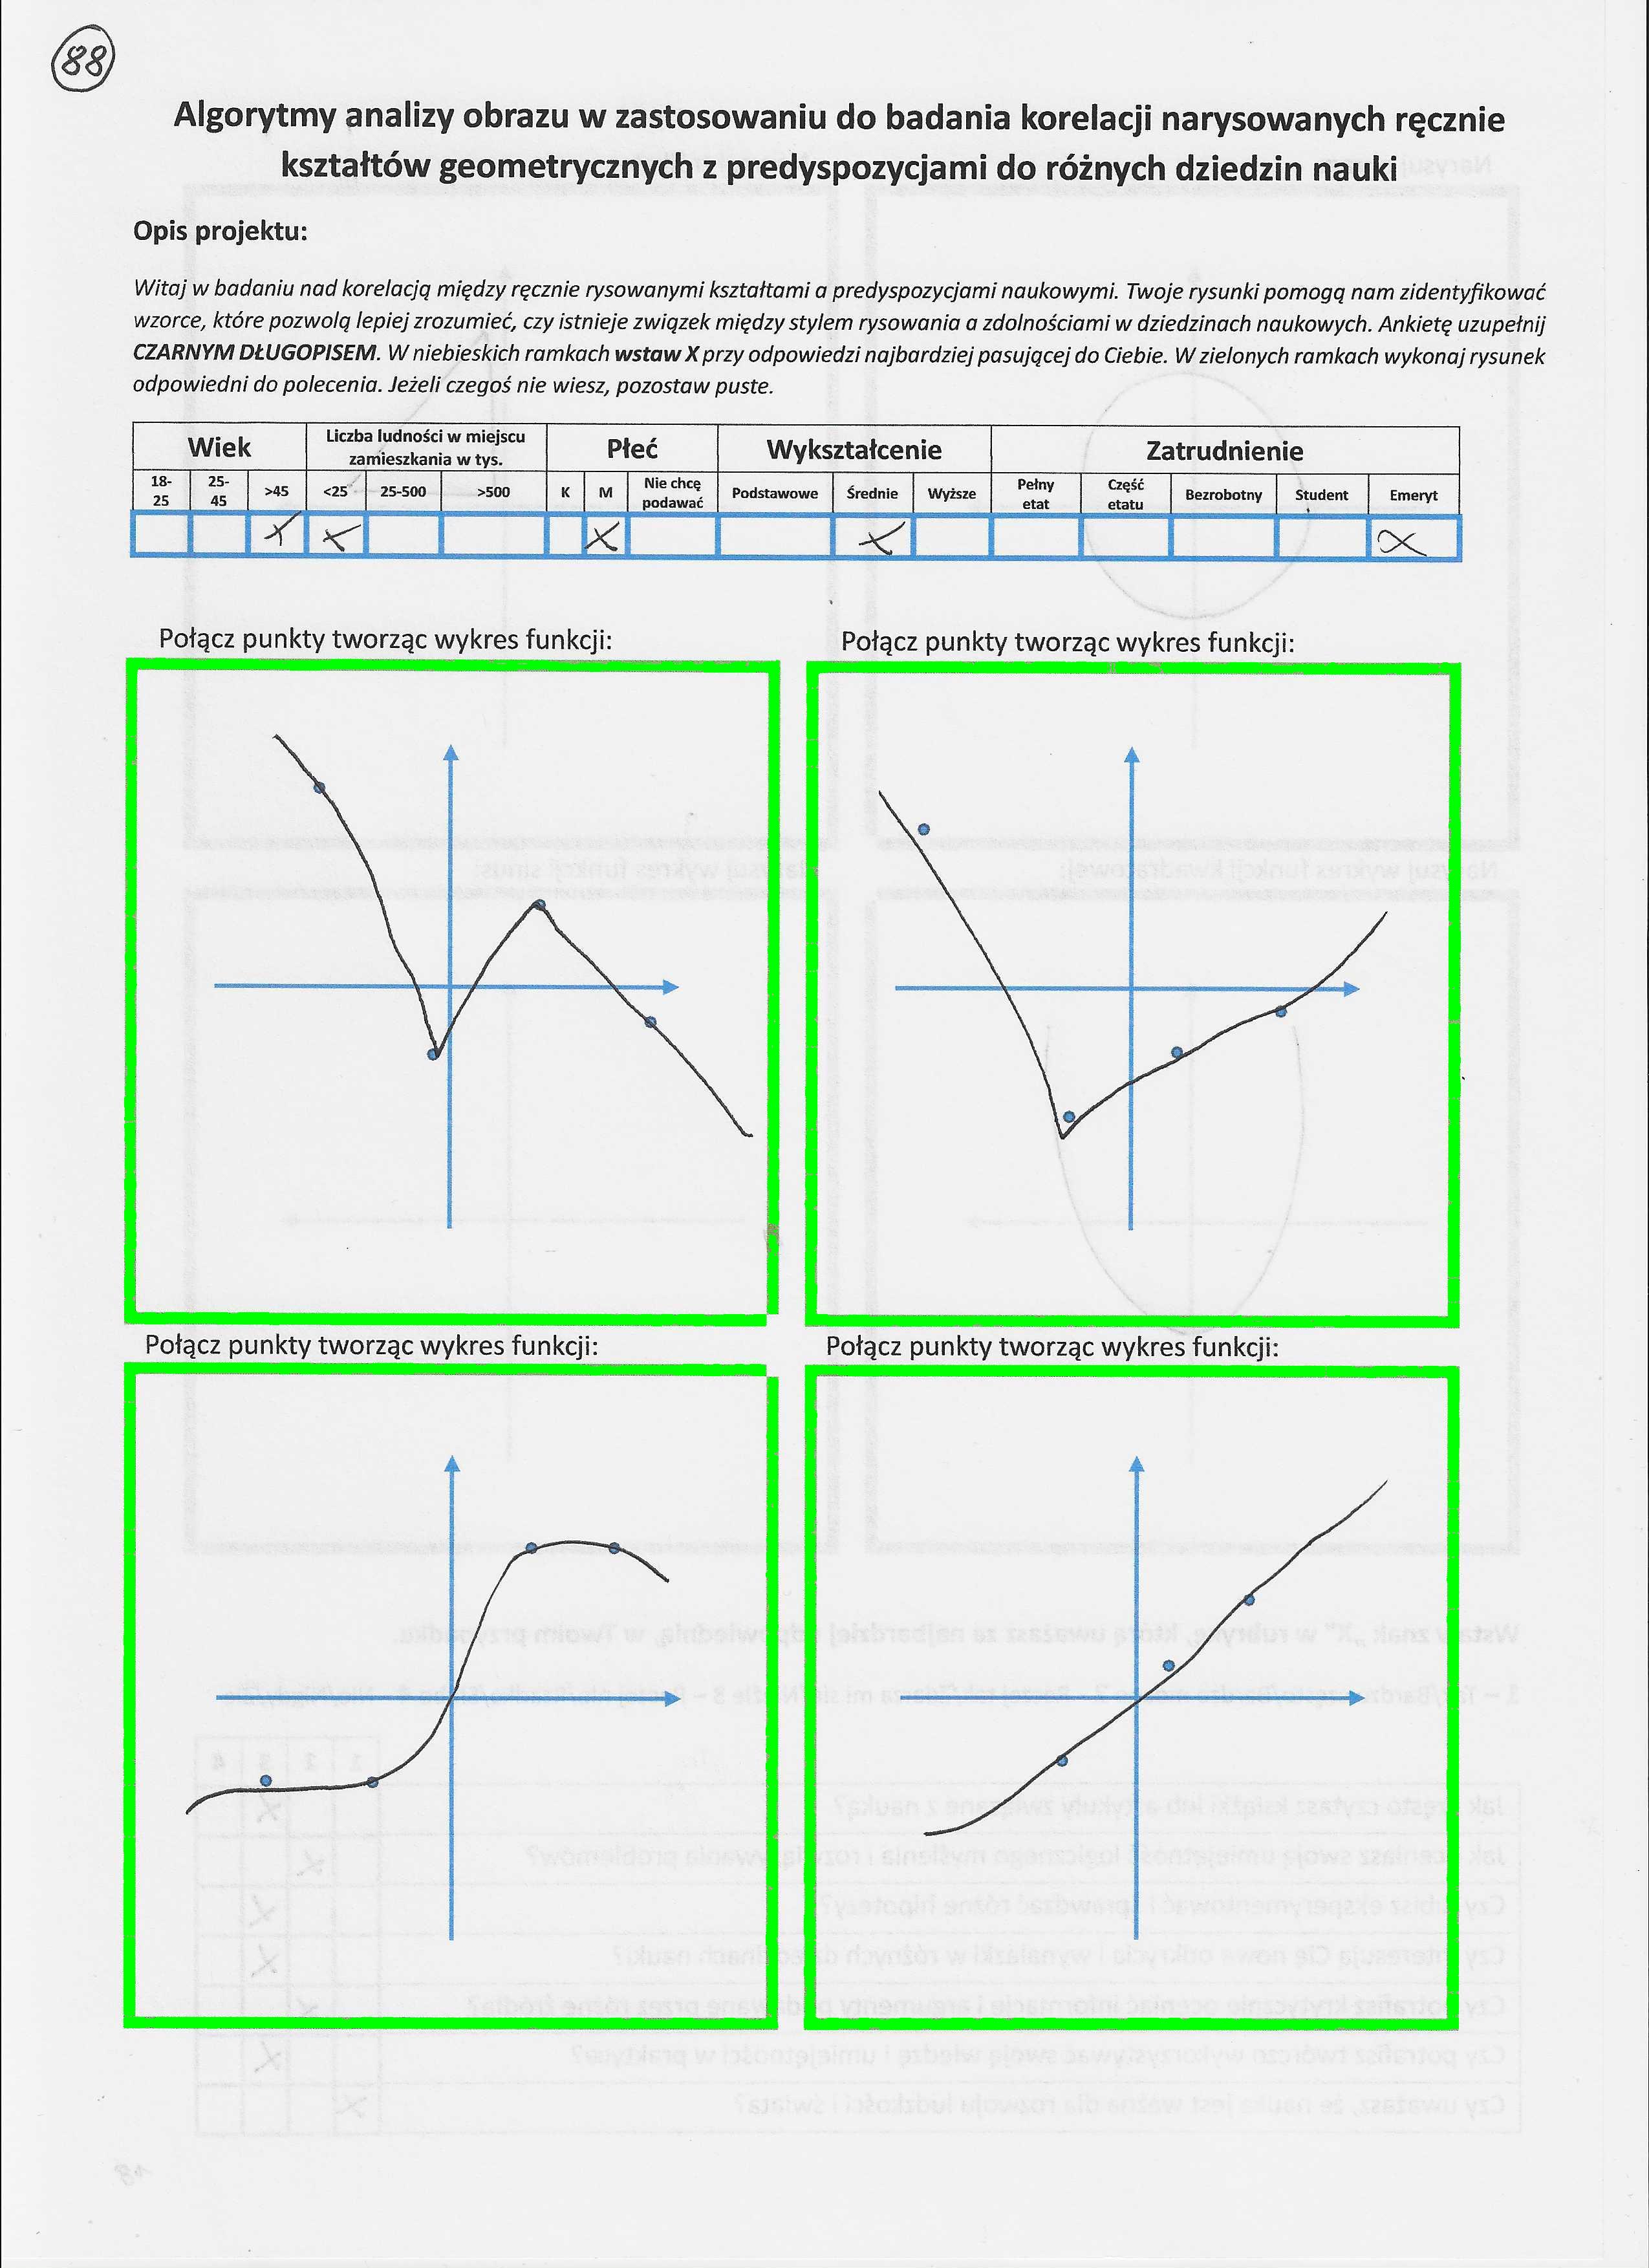 88
Algorytmy analizy obrazu w zastosowaniu do badania korelacji narysowanych ręcznie
kształtów geometrycznych z predyspozycjami do różnych dziedzin nauki
Opis projektu:
Witaj w badaniu nad korelacją między ręcznie rysowanymi kształtami a predyspozycjami naukowymi. Twoje rysunki pomogą nam zidentyfikować
wzorce, które pozwolą lepiej zrozumieć, czy istnieje związek między stylem rysowania a zdolnościami w dziedzinach naukowych. Ankietę uzupełnij
CZARNYM DŁUGOPISEM. W niebieskich ramkach wstaw X przy odpowiedzi najbardziej pasującej do Ciebie. W zielonych ramkach wykonaj rysunek
odpowiedni do polecenia. Jeżeli czegoś nie wiesz, pozostaw puste.
Wiek Liczba ludności w miejscu zamieszkania w tys. Płeć Wykształcenie Zatrudnienie
18-25 25-45 >45 <25 25-500 >500 K M Nie chcę podawać Podstawowe Średnie Wyższe Pełny etat Część etatu Bezrobotny Student Emeryt
X X X X X
Połącz punkty tworząc wykres funkcji: Połącz punkty tworząc wykres funkcji:
Połącz punkty tworząc wykres funkcji: Połącz punkty tworząc wykres funkcji: